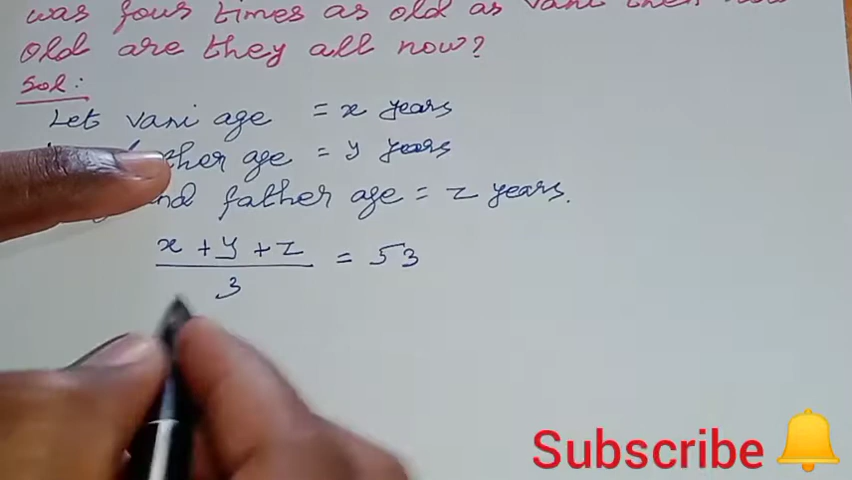 was four times as old as vani then how
old are they all now?
Sol:
Let vani age = x years
father age = y years
father age = z years.
x + y + z / 3 = 53
Subscribe